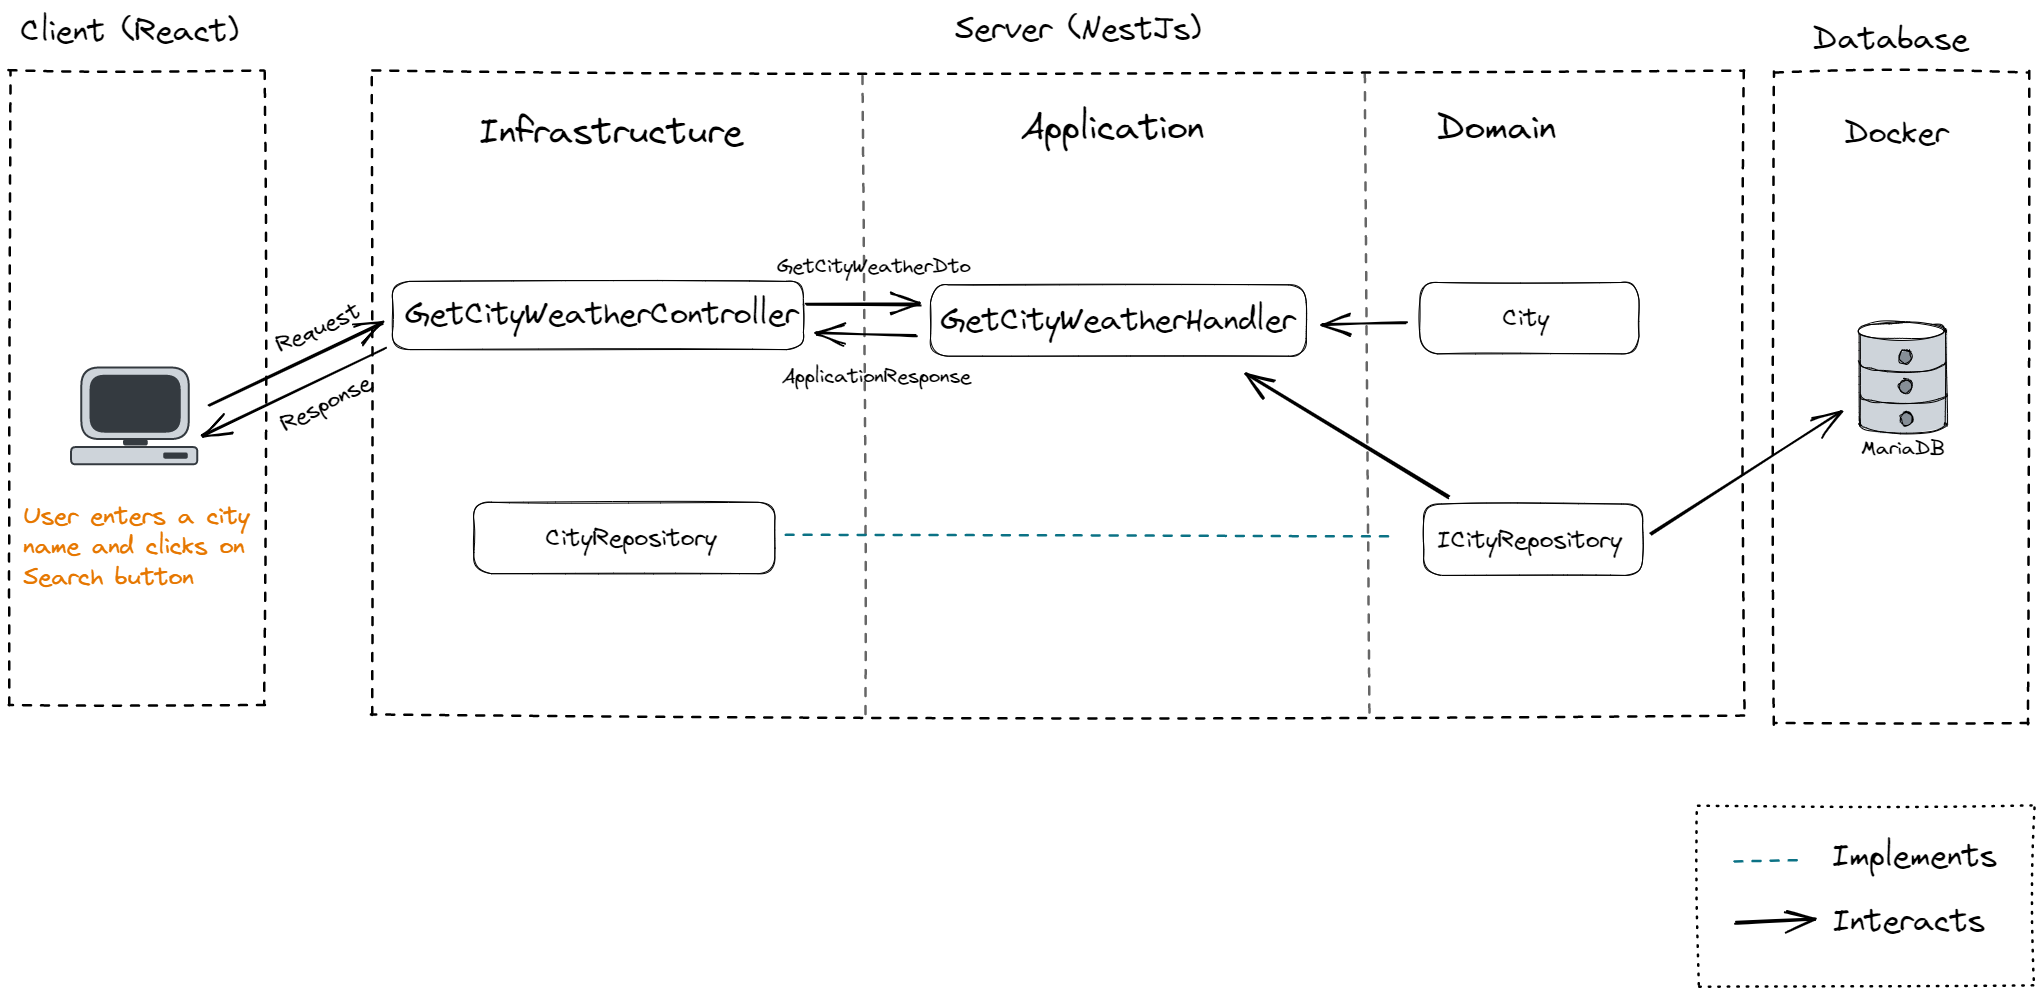 Client (React)
Server (NestJs)
Database
Infrastructure
Application
Domain
Docker
GetCityWeatherDto
GetCityWeatherController
GetCityWeatherHandler
City
Request
Response
ApplicationResponse
MariaDB
User enters a city
name and clicks on
Search button
CityRepository
ICityRepository
Implements
Interacts